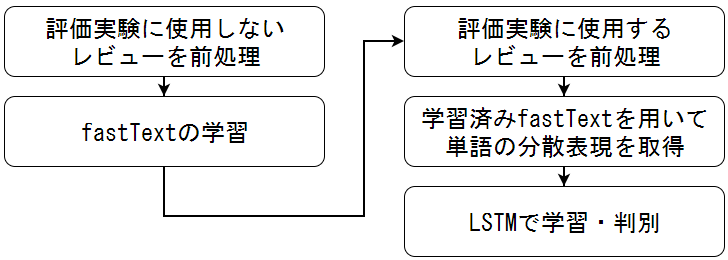 評価実験に使用しない
レビューを前処理
fastTextの学習
評価実験に使用する
レビューを前処理
学習済みfastTextを用いて
単語の分散表現を取得
LSTMで学習・判別